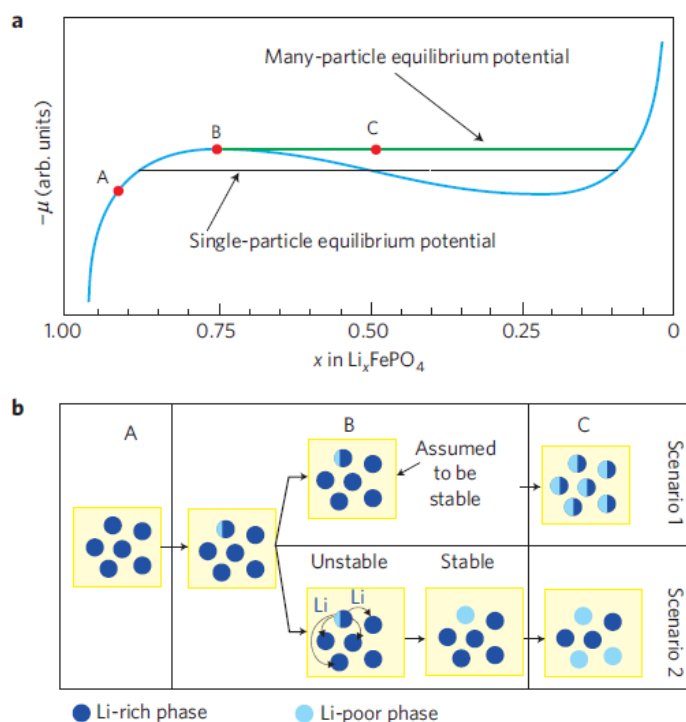 a
Many-particle equilibrium potential
B
C
A
−μ (arb. units)
Single-particle equilibrium potential
1.00
0.75
0.50
0.25
0
x in LiₓFePO₄
b
A
B
C
Assumed
to be
stable
Scenario 1
Unstable
Stable
Li
Li
Scenario 2
Li-rich phase
Li-poor phase